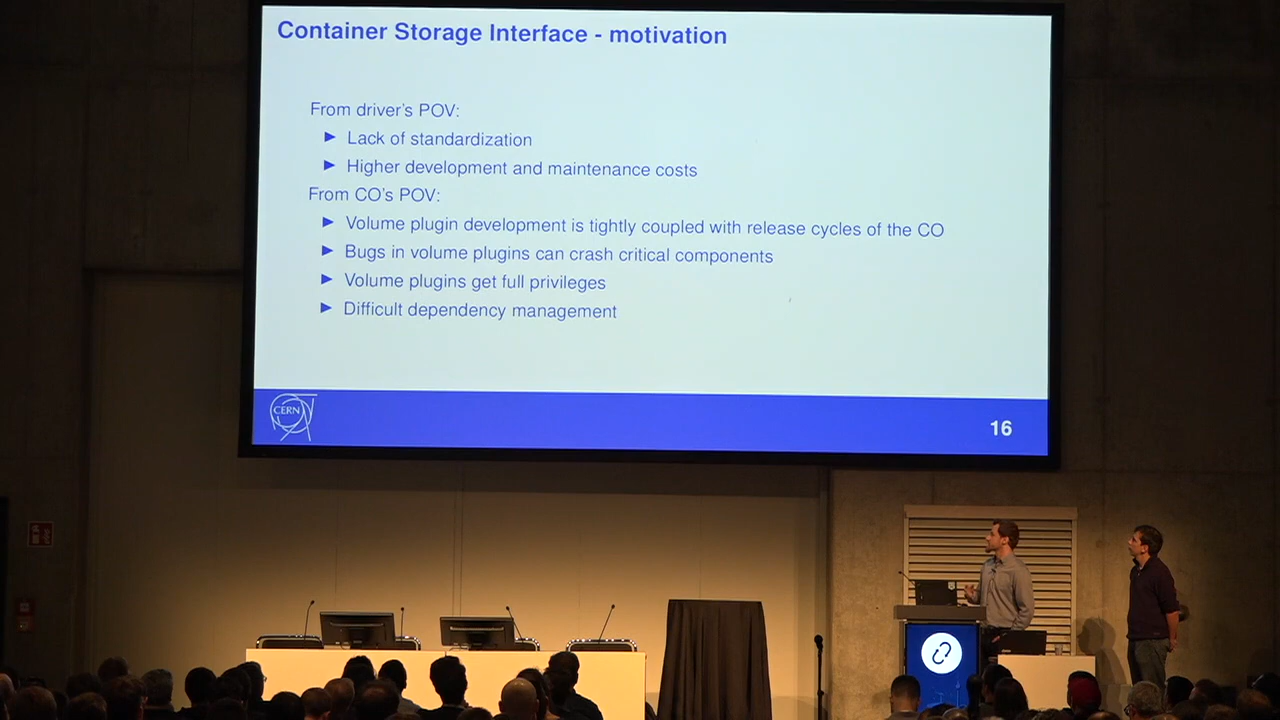 Container Storage Interface - motivation
From driver's POV:
► Lack of standardization
► Higher development and maintenance costs
From CO's POV:
► Volume plugin development is tightly coupled with release cycles of the CO
► Bugs in volume plugins can crash critical components
► Volume plugins get full privileges
► Difficult dependency management
CERN
16